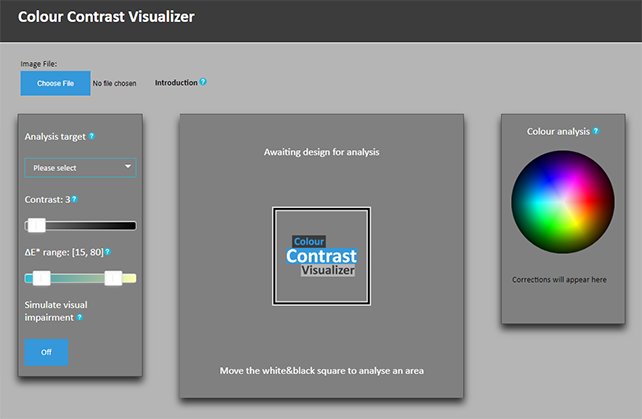 Colour Contrast Visualizer
Image File:
Choose File No file chosen Introduction ?
Analysis target ?
Please select
Contrast: 3 ?
ΔE* range: [15, 80] ?
Simulate visual
impairment ?
Off
Awaiting design for analysis
Colour
Contrast
Visualizer
Move the white&black square to analyse an area
Colour analysis ?
Corrections will appear here